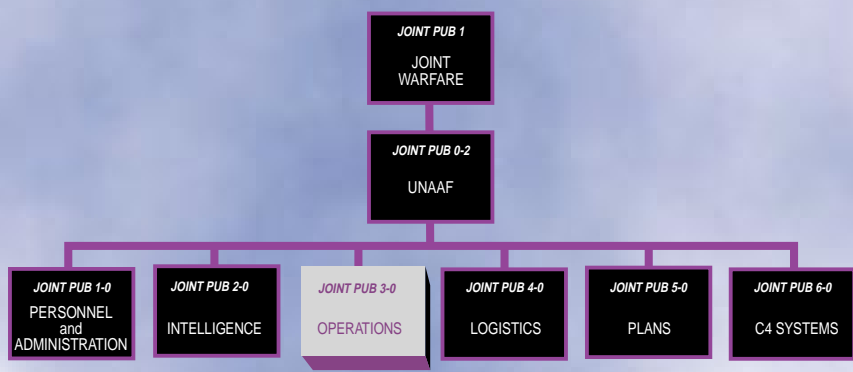 JOINT PUB 1
JOINT
WARFARE
JOINT PUB 0-2
UNAAF
JOINT PUB 1-0
PERSONNEL
and
ADMINISTRATION
JOINT PUB 2-0
INTELLIGENCE
JOINT PUB 3-0
OPERATIONS
JOINT PUB 4-0
LOGISTICS
JOINT PUB 5-0
PLANS
JOINT PUB 6-0
C4 SYSTEMS